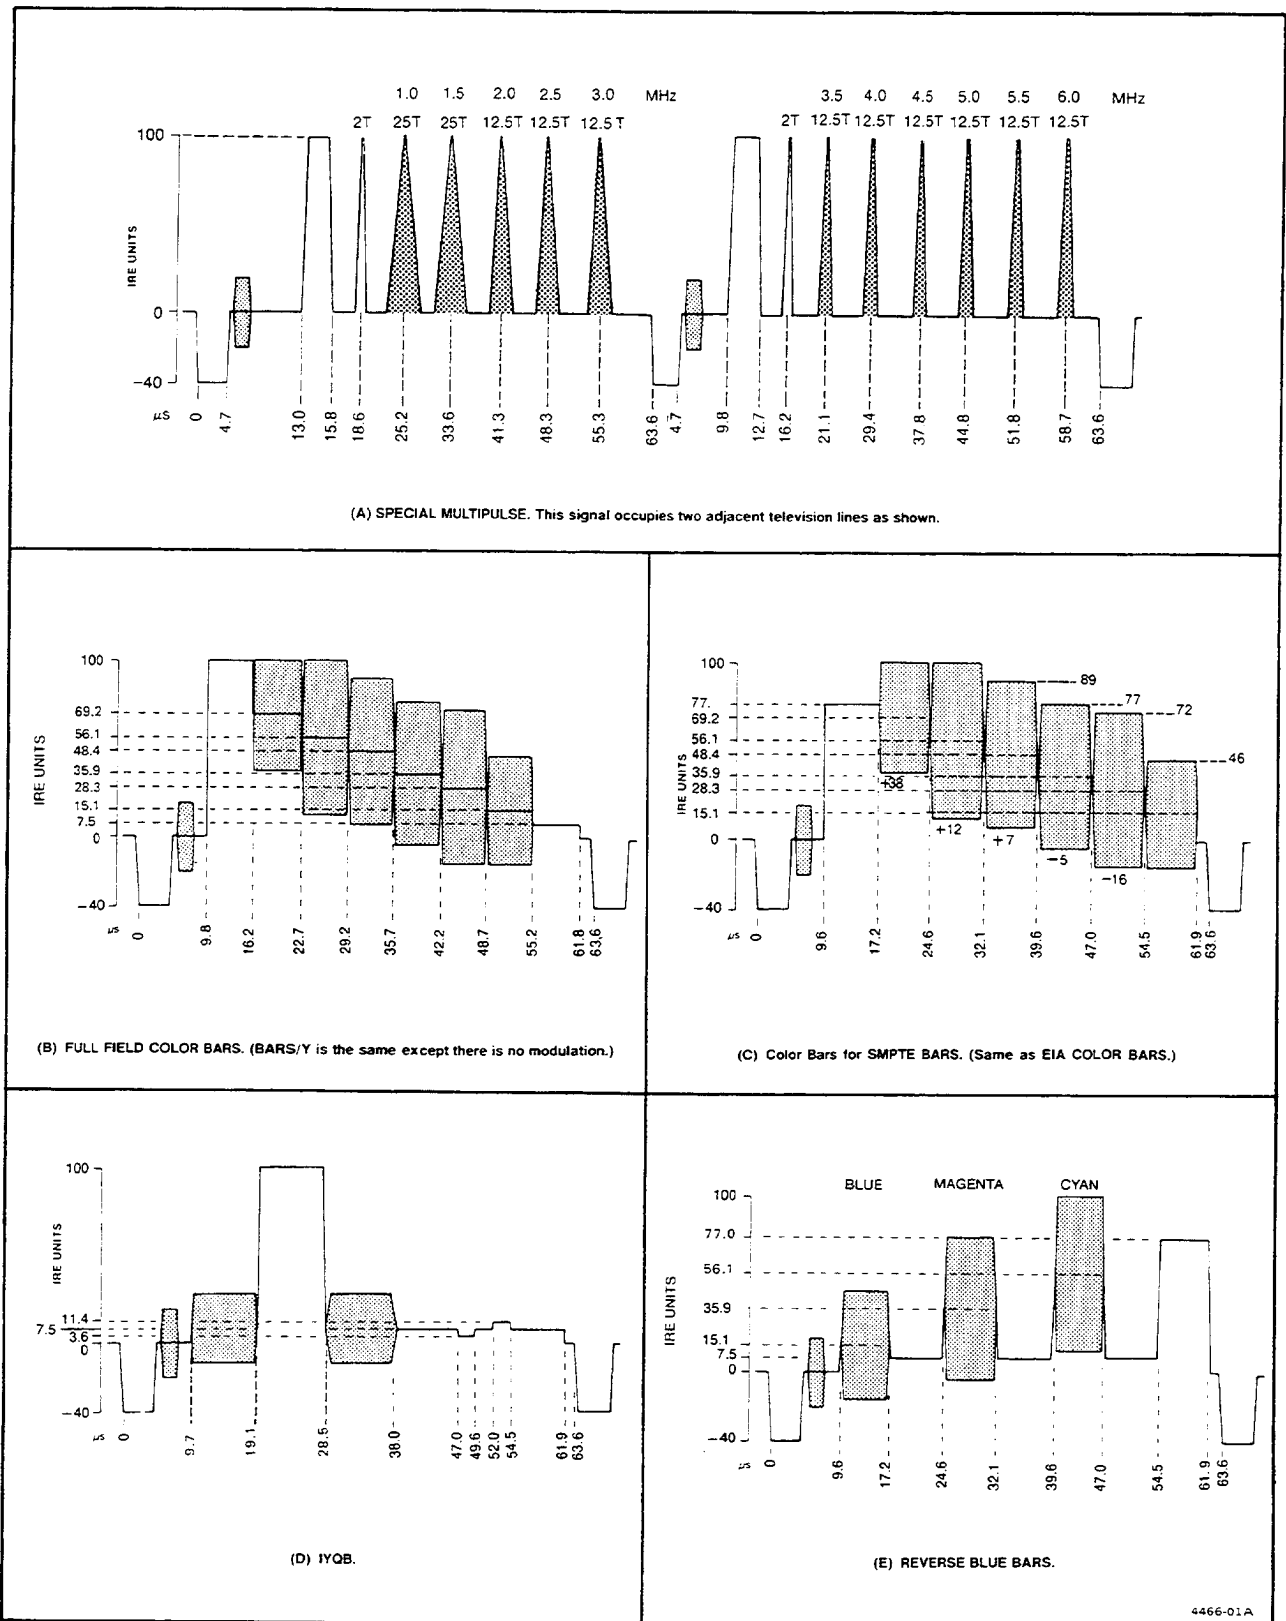 1.0 1.5 2.0 2.5 3.0 MHz 3.5 4.0 4.5 5.0 5.5 6.0 MHz
2T 25T 25T 12.5T 12.5T 12.5T 2T 12.5T 12.5T 12.5T 12.5T 12.5T 12.5T
100
IRE UNITS
0
−40
µS 0 4.7 13.0 15.8 18.6 25.2 33.6 41.3 48.3 55.3 63.6 4.7 9.8 12.7 16.2 21.1 29.4 37.8 44.8 51.8 58.7 63.6
(A) SPECIAL MULTIPULSE. This signal occupies two adjacent television lines as shown.
100
69.2
56.1
48.4
35.9
28.3
15.1
7.5
0
−40
IRE UNITS
µs 0 9.8 16.2 22.7 29.2 35.7 42.2 48.7 55.2 61.8 63.6
(B) FULL FIELD COLOR BARS. (BARS/Y is the same except there is no modulation.)
100
77.
69.2
56.1
48.4
35.9
28.3
15.1
0
−40
IRE UNITS
89
77
72
46
+38
+12
+7
−5
−16
µs 0 9.6 17.2 24.6 32.1 39.6 47.0 54.5 61.9 63.6
(C) Color Bars for SMPTE BARS. (Same as EIA COLOR BARS.)
100
IRE UNITS
11.4
7.5
3.6
0
−40
µs 0 9.7 19.1 28.5 38.0 47.0 49.6 52.0 54.5 61.9 63.6
(D) IYQB.
BLUE MAGENTA CYAN
100
77.0
56.1
35.9
15.1
7.5
0
−40
IRE UNITS
µs 0 9.6 17.2 24.6 32.1 39.6 47.0 54.5 61.9 63.6
(E) REVERSE BLUE BARS.
4466-01A